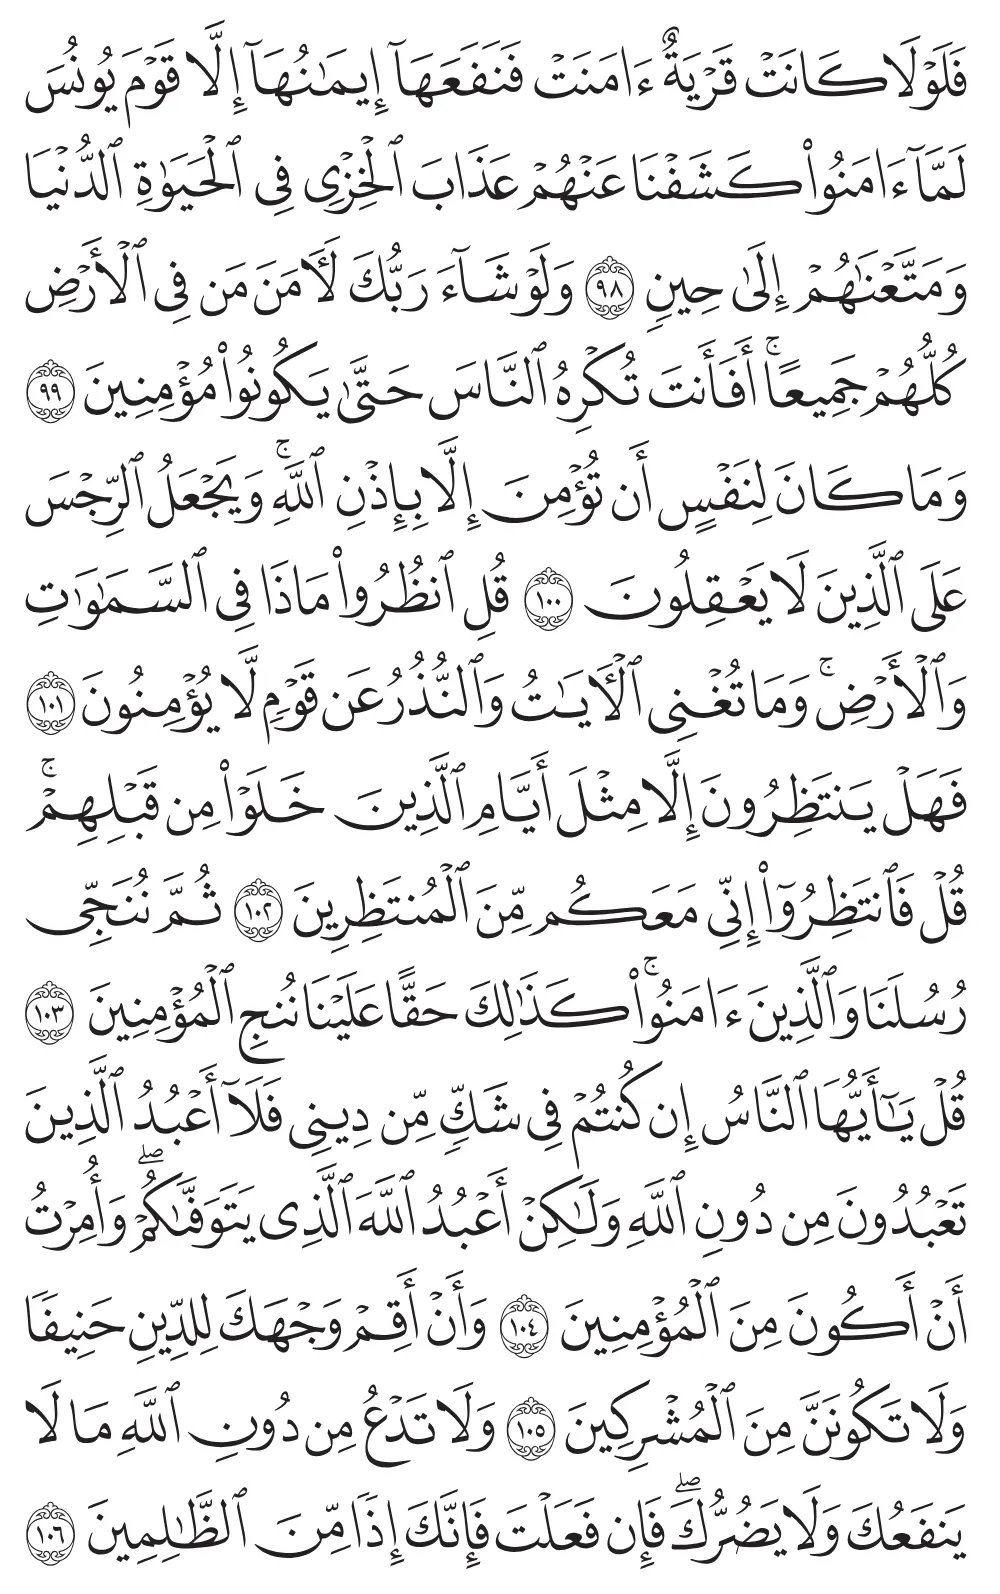 فَلَوْلَا كَانَتْ قَرْيَةٌ ءَامَنَتْ فَنَفَعَهَآ إِيمَـٰنُهَآ إِلَّا قَوْمَ يُونُسَ
لَمَّآ ءَامَنُوا۟ كَشَفْنَا عَنْهُمْ عَذَابَ ٱلْخِزْىِ فِى ٱلْحَيَوٰةِ ٱلدُّنْيَا
وَمَتَّعْنَـٰهُمْ إِلَىٰ حِينٍ ٩٨ وَلَوْ شَآءَ رَبُّكَ لَـَٔامَنَ مَن فِى ٱلْأَرْضِ
كُلُّهُمْ جَمِيعًا ۚ أَفَأَنتَ تُكْرِهُ ٱلنَّاسَ حَتَّىٰ يَكُونُوا۟ مُؤْمِنِينَ ٩٩
وَمَا كَانَ لِنَفْسٍ أَن تُؤْمِنَ إِلَّا بِإِذْنِ ٱللَّهِ ۚ وَيَجْعَلُ ٱلرِّجْسَ
عَلَى ٱلَّذِينَ لَا يَعْقِلُونَ ١٠٠ قُلِ ٱنظُرُوا۟ مَاذَا فِى ٱلسَّمَـٰوَٰتِ
وَٱلْأَرْضِ ۚ وَمَا تُغْنِى ٱلْـَٔايَـٰتُ وَٱلنُّذُرُ عَن قَوْمٍ لَّا يُؤْمِنُونَ ١٠١
فَهَلْ يَنتَظِرُونَ إِلَّا مِثْلَ أَيَّامِ ٱلَّذِينَ خَلَوْا۟ مِن قَبْلِهِمْ ۚ
قُلْ فَٱنتَظِرُوٓا۟ إِنِّى مَعَكُم مِّنَ ٱلْمُنتَظِرِينَ ١٠٢ ثُمَّ نُنَجِّى
رُسُلَنَا وَٱلَّذِينَ ءَامَنُوا۟ ۚ كَذَٰلِكَ حَقًّا عَلَيْنَا نُنجِ ٱلْمُؤْمِنِينَ ١٠٣
قُلْ يَـٰٓأَيُّهَا ٱلنَّاسُ إِن كُنتُمْ فِى شَكٍّ مِّن دِينِى فَلَآ أَعْبُدُ ٱلَّذِينَ
تَعْبُدُونَ مِن دُونِ ٱللَّهِ وَلَـٰكِنْ أَعْبُدُ ٱللَّهَ ٱلَّذِى يَتَوَفَّىٰكُمْ ۖ وَأُمِرْتُ
أَنْ أَكُونَ مِنَ ٱلْمُؤْمِنِينَ ١٠٤ وَأَنْ أَقِمْ وَجْهَكَ لِلدِّينِ حَنِيفًا
وَلَا تَكُونَنَّ مِنَ ٱلْمُشْرِكِينَ ١٠٥ وَلَا تَدْعُ مِن دُونِ ٱللَّهِ مَا لَا
يَنفَعُكَ وَلَا يَضُرُّكَ ۖ فَإِن فَعَلْتَ فَإِنَّكَ إِذًا مِّنَ ٱلظَّـٰلِمِينَ ١٠٦